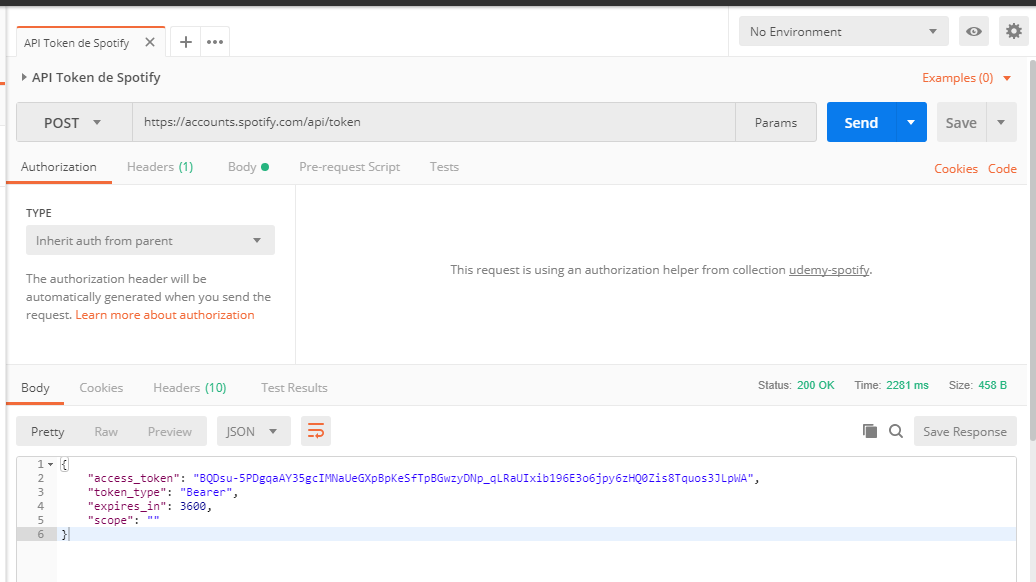 API Token de Spotify
No Environment
API Token de Spotify
Examples (0)
POST
https://accounts.spotify.com/api/token
Params
Send
Save
Authorization
Headers (1)
Body
Pre-request Script
Tests
Cookies
Code
TYPE
Inherit auth from parent
The authorization header will be
automatically generated when you send the
request. Learn more about authorization
This request is using an authorization helper from collection udemy-spotify.
Body
Cookies
Headers (10)
Test Results
Status: 200 OK
Time: 2281 ms
Size: 458 B
Pretty
Raw
Preview
JSON
Save Response
1 {
2 "access_token": "BQDsu-5PDgqaAY35gcIMNaUeGXpBpKeSfTpBGwzyDNp_qLRaUIxib196E3o6jpy6zHQ0Zis8Tquos3JLpWA",
3 "token_type": "Bearer",
4 "expires_in": 3600,
5 "scope": ""
6 }